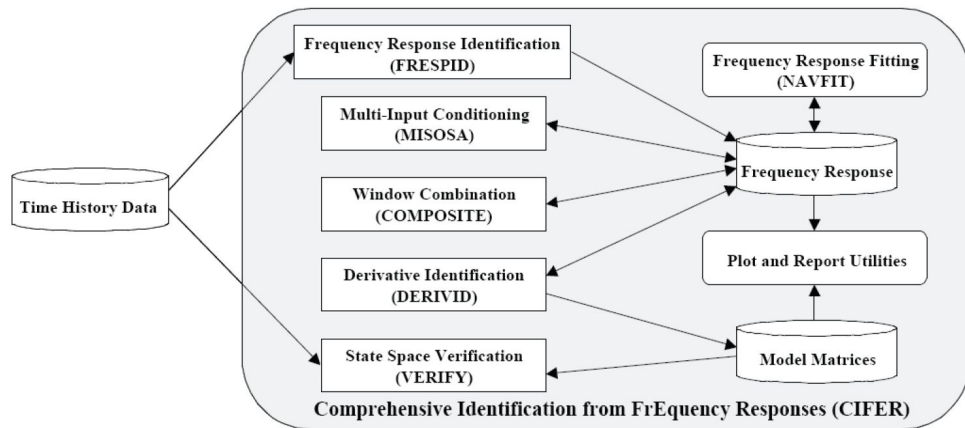 Frequency Response Identification
(FRESPID)
Frequency Response Fitting
(NAVFIT)
Multi-Input Conditioning
(MISOSA)
Frequency Response
Time History Data
Window Combination
(COMPOSITE)
Plot and Report Utilities
Derivative Identification
(DERIVID)
State Space Verification
(VERIFY)
Model Matrices
Comprehensive Identification from FrEquency Responses (CIFER)